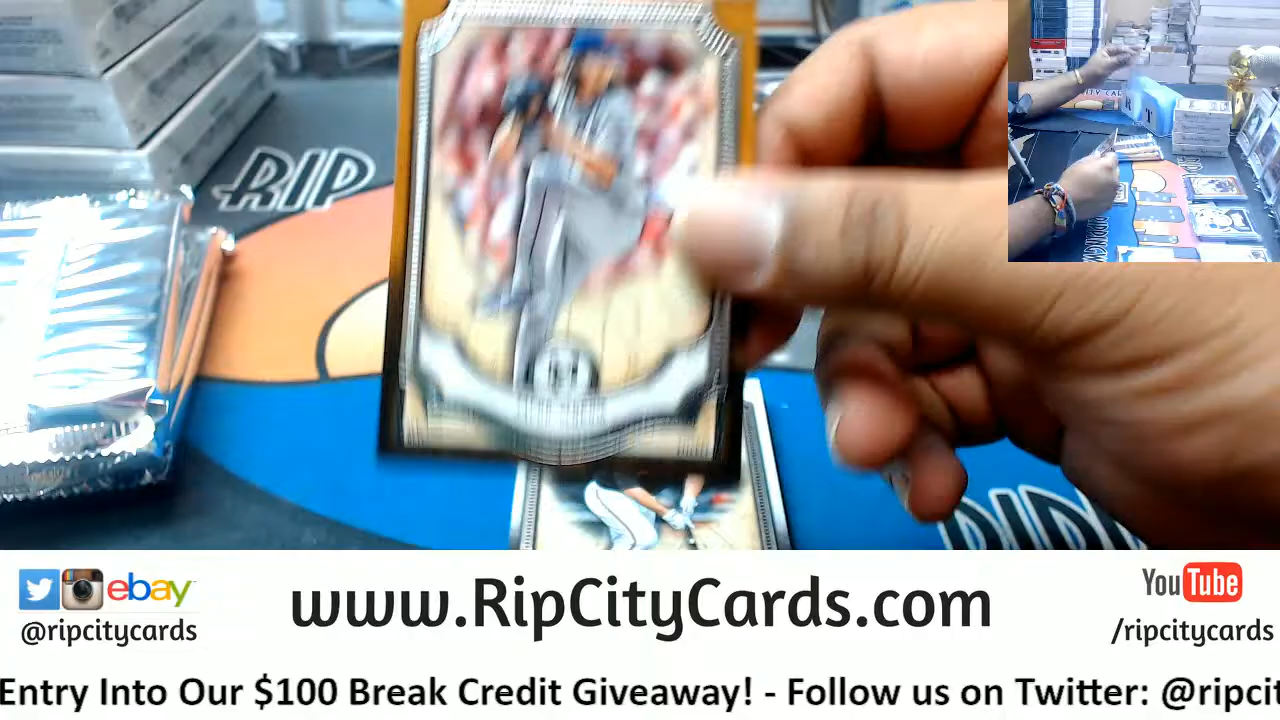 RIP
ebay
@ripcitycards
www.RipCityCards.com
YouTube
/ripcitycards
Entry Into Our $100 Break Credit Giveaway! - Follow us on Twitter: @ripcit